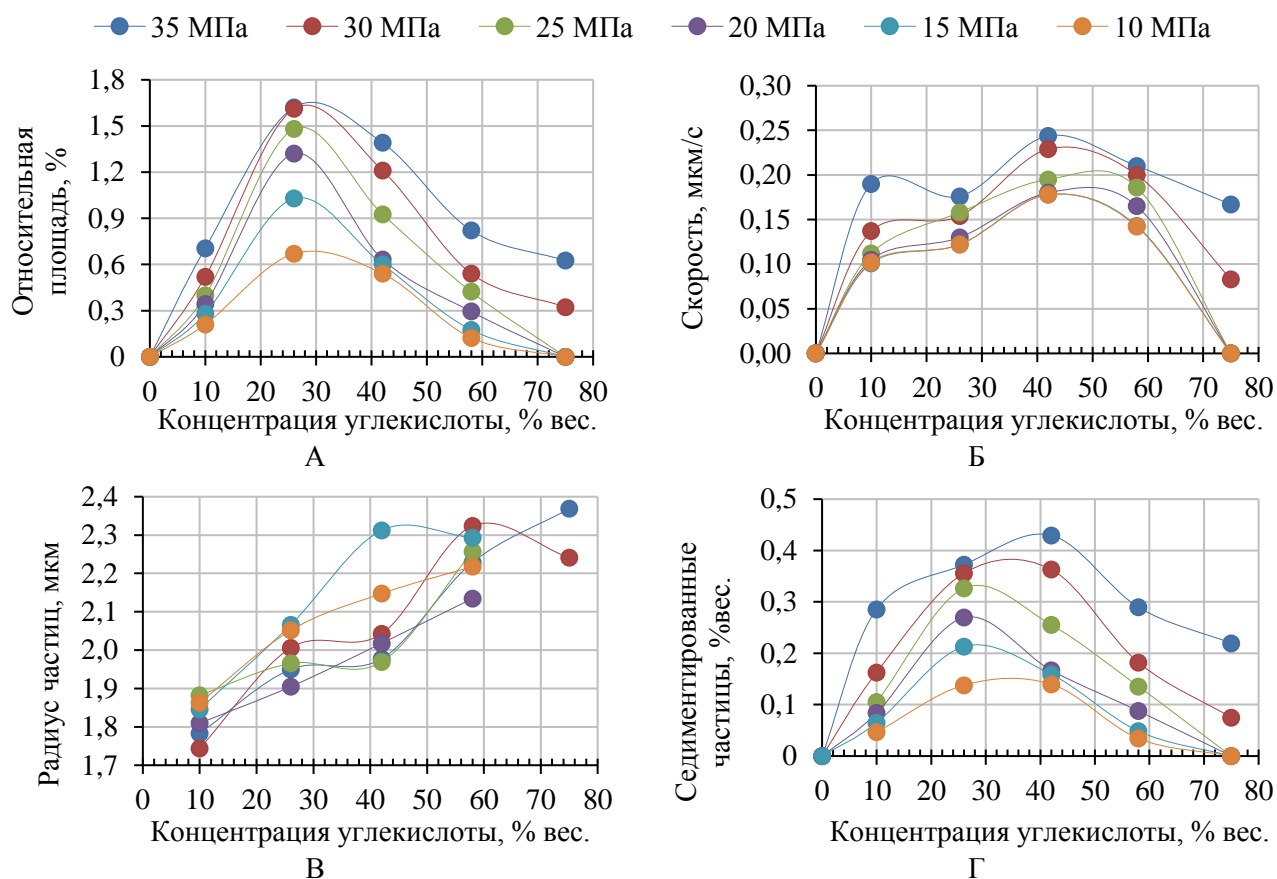 35 МПа 30 МПа 25 МПа 20 МПа 15 МПа 10 МПа
Относительная
площадь, %
1,8
1,5
1,2
0,9
0,6
0,3
0
0 10 20 30 40 50 60 70 80
Концентрация углекислоты, % вес.
А
Скорость, мкм/с
0,30
0,25
0,20
0,15
0,10
0,05
0,00
0 10 20 30 40 50 60 70 80
Концентрация углекислоты, % вес.
Б
Радиус частиц, мкм
2,4
2,3
2,2
2,1
2,0
1,9
1,8
1,7
0 10 20 30 40 50 60 70 80
Концентрация углекислоты, % вес.
В
Седиментированные
частицы, %вес.
0,5
0,4
0,3
0,2
0,1
0
0 10 20 30 40 50 60 70 80
Концентрация углекислоты, % вес.
Г